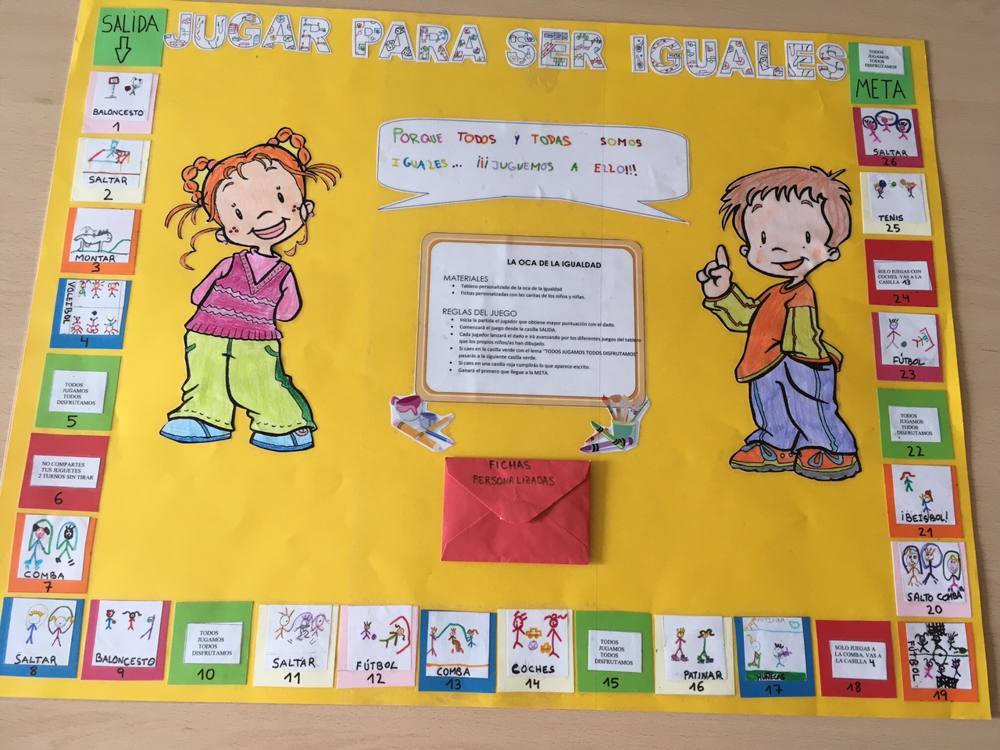 SALIDA
JUGAR PARA SER IGUALES
TODOS
JUGAMOS
TODOS
DISFRUTAMOS
META
PORQUE TODOS Y TODAS SOMOS
IGUALES... ¡¡¡JUGUEMOS A ELLO!!!
LA OCA DE LA IGUALDAD
MATERIALES
• Tablero personalizado de la oca de la igualdad
• Fichas personalizadas con las caritas de los niños y niñas.
REGLAS DEL JUEGO
• Inicia la partida el jugador que obtiene mayor puntuación con el dado.
• Comenzará el juego desde la casilla SALIDA.
• Cada jugador lanzará el dado e irá avanzando por los diferentes juegos del tablero
que los propios niños/as han dibujado.
• Si caes en la casilla verde con el lema "TODOS JUGAMOS TODOS DISFRUTAMOS"
pasarás a la siguiente casilla verde.
• Si caes en una casilla roja cumplirás lo que aparece escrito.
• Ganará el primero que llegue a la META.
FICHAS
PERSONALIZADAS
BALONCESTO
1
SALTAR
2
MONTAR
3
VOLEIBOL
4
TODOS
JUGAMOS
TODOS
DISFRUTAMOS
5
NO COMPARTES
TUS JUGUETES
2 TURNOS SIN TIRAR
6
COMBA
7
SALTAR
8
BALONCESTO
9
TODOS
JUGAMOS
TODOS
DISFRUTAMOS
10
SALTAR
11
FÚTBOL
12
COMBA
13
COCHES
14
TODOS
JUGAMOS
TODOS
DISFRUTAMOS
15
PATINAR
16
MUÑECAS
17
SOLO JUEGAS A
LA COMBA. VAS A
LA CASILLA 4
18
FÚTBOL
19
SALTO COMBA
20
¡BEISBOL!
21
TODOS
JUGAMOS
TODOS
DISFRUTAMOS
22
FÚTBOL
23
SOLO JUEGAS CON
COCHES, VAS A LA
CASILLA 13
24
TENIS
25
SALTAR
26